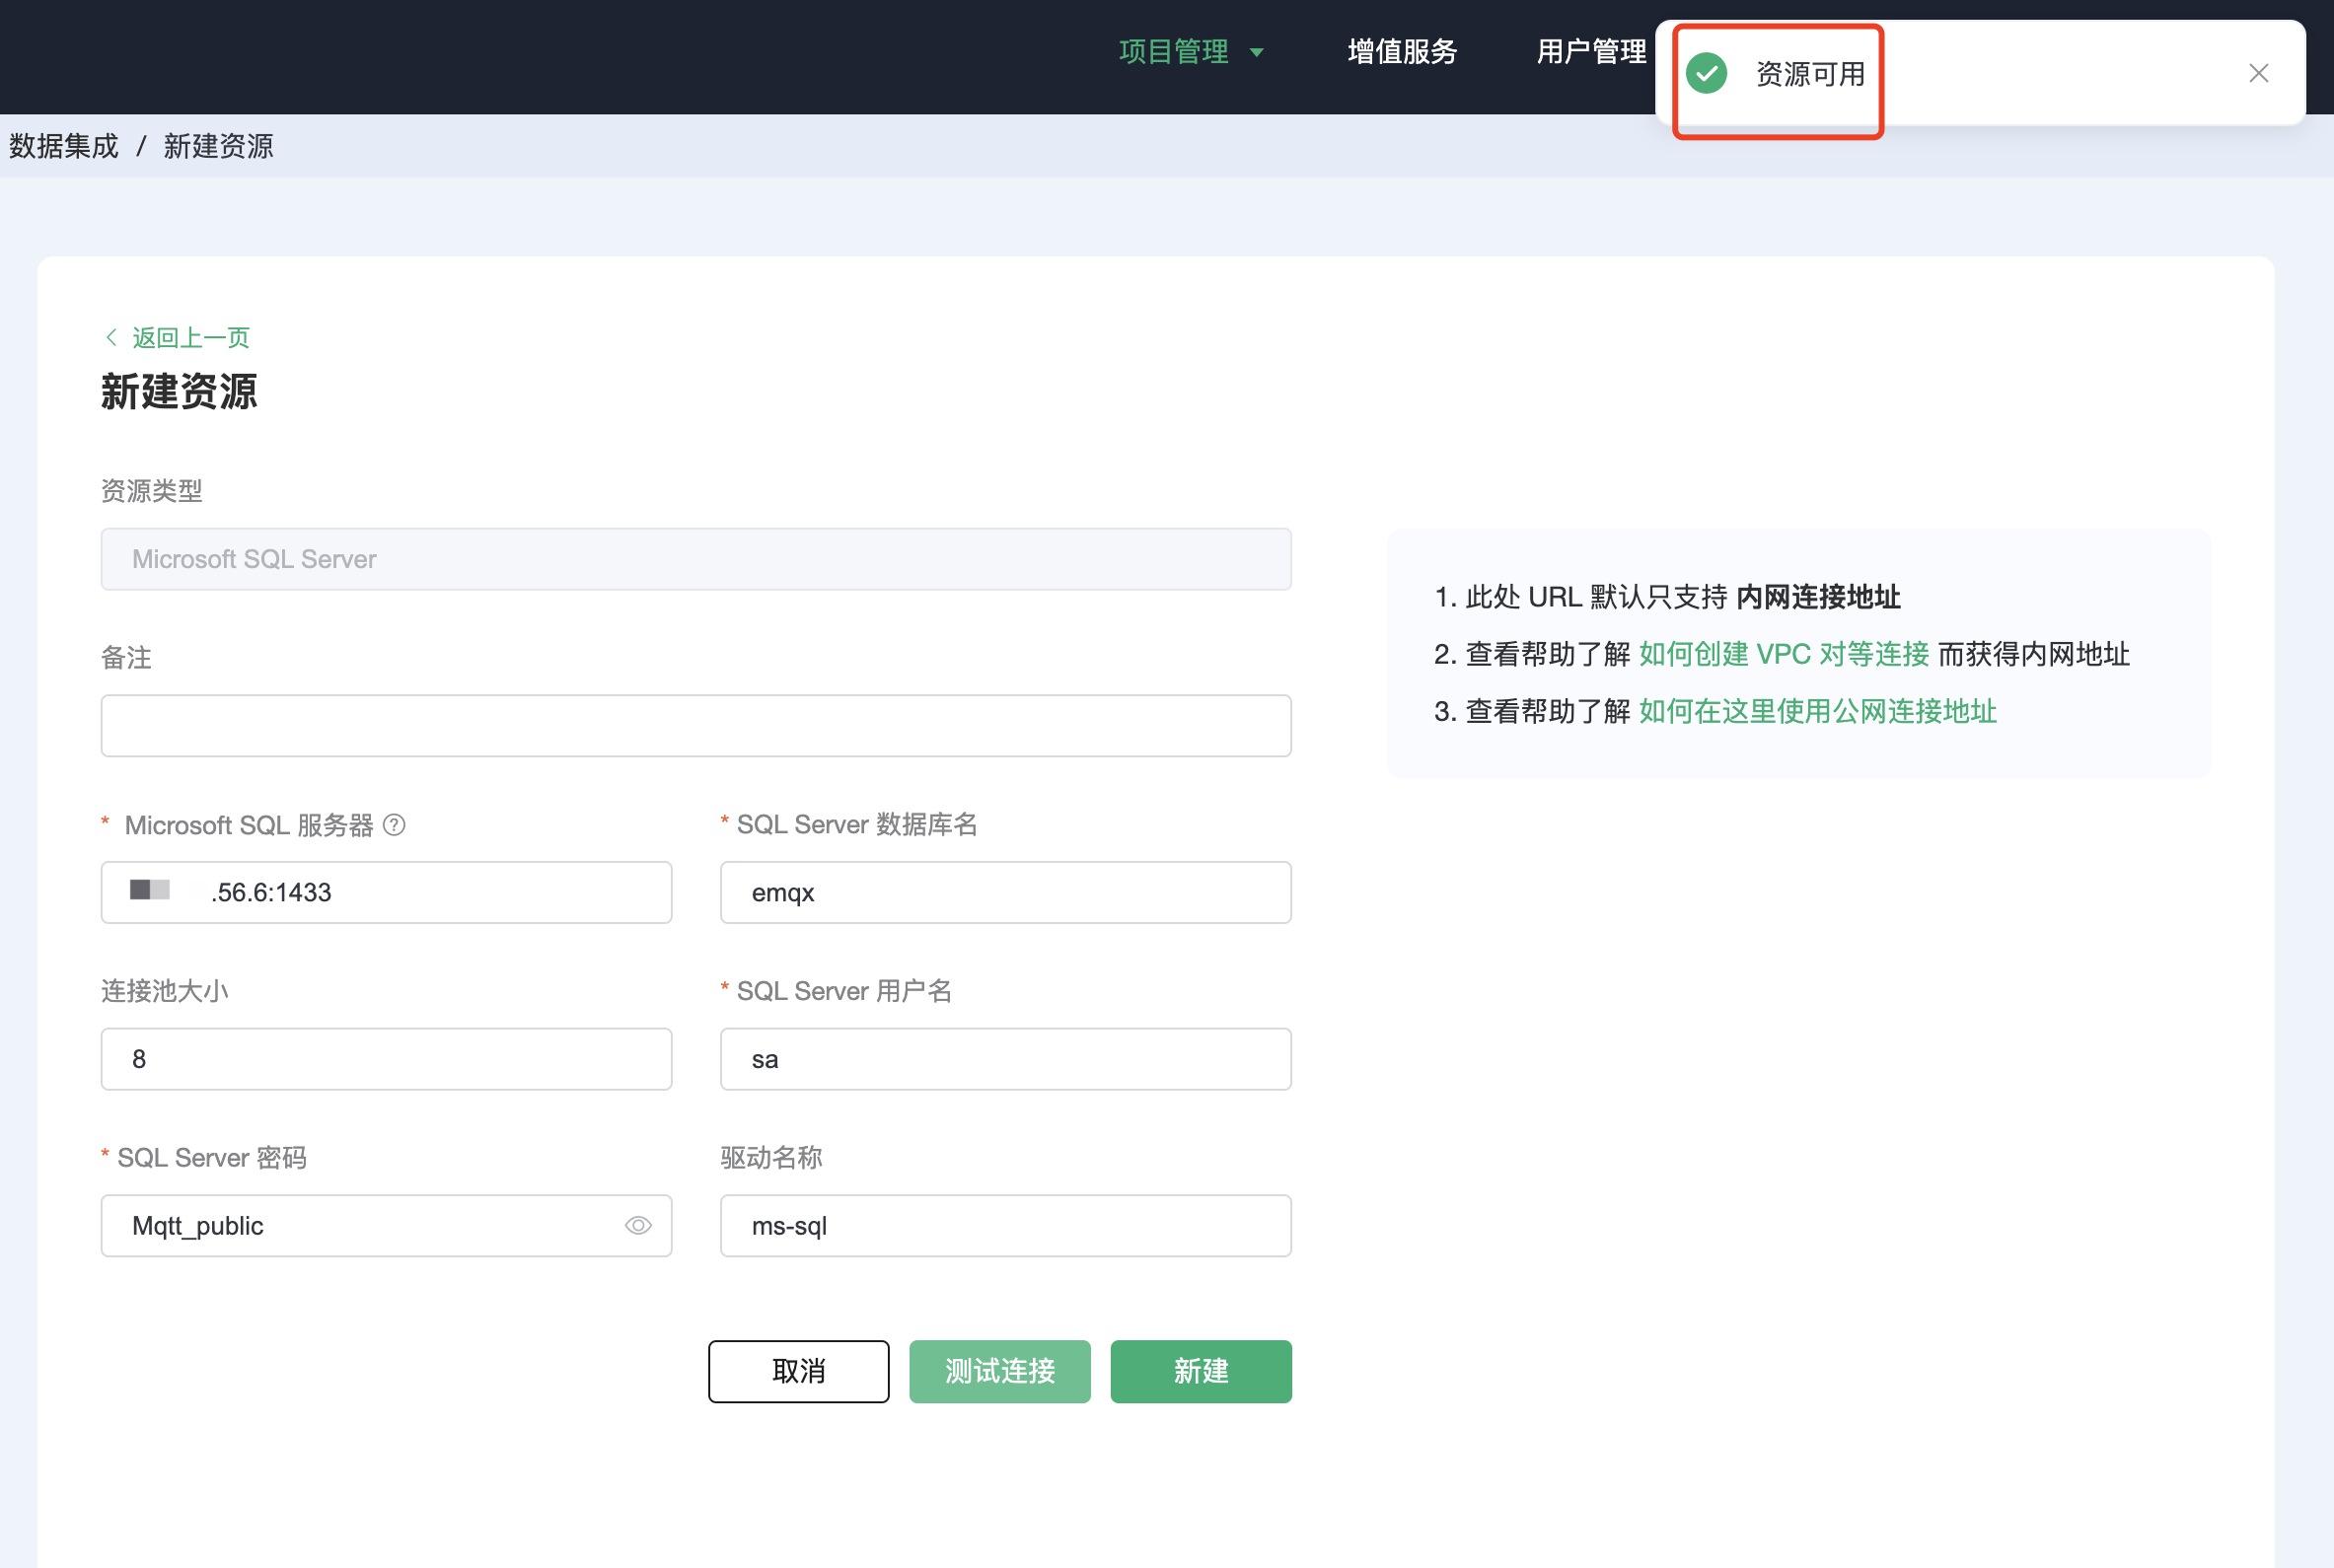 项目管理 增值服务 用户管理
资源可用
数据集成 / 新建资源
返回上一页
新建资源
资源类型
Microsoft SQL Server
备注
* Microsoft SQL 服务器 ?
.56.6:1433
* SQL Server 数据库名
emqx
连接池大小
8
* SQL Server 用户名
sa
* SQL Server 密码
Mqtt_public
驱动名称
ms-sql
取消 测试连接 新建
1. 此处 URL 默认只支持 内网连接地址
2. 查看帮助了解 如何创建 VPC 对等连接 而获得内网地址
3. 查看帮助了解 如何在这里使用公网连接地址